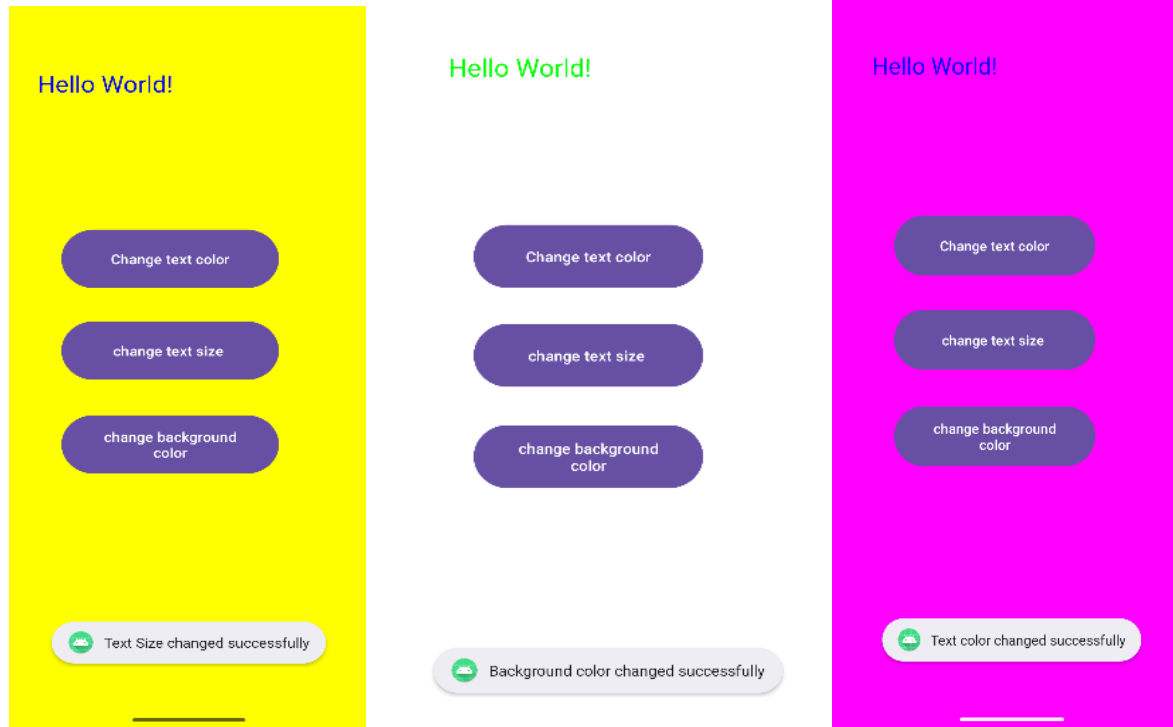 Hello World!
Change text color
change text size
change background
color
Text Size changed successfully
Hello World!
Change text color
change text size
change background
color
Background color changed successfully
Hello World!
Change text color
change text size
change background
color
Text color changed successfully